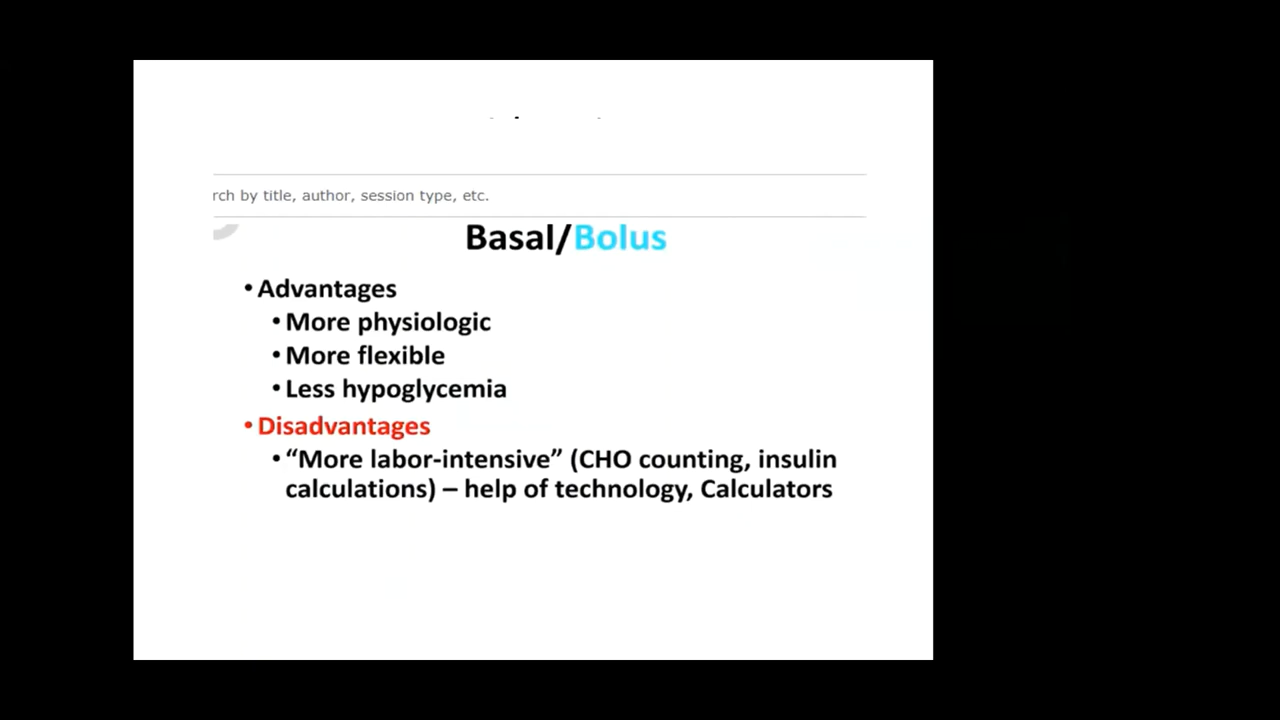 rch by title, author, session type, etc.
Basal/Bolus
• Advantages
• More physiologic
• More flexible
• Less hypoglycemia
• Disadvantages
• “More labor-intensive” (CHO counting, insulin
calculations) – help of technology, Calculators